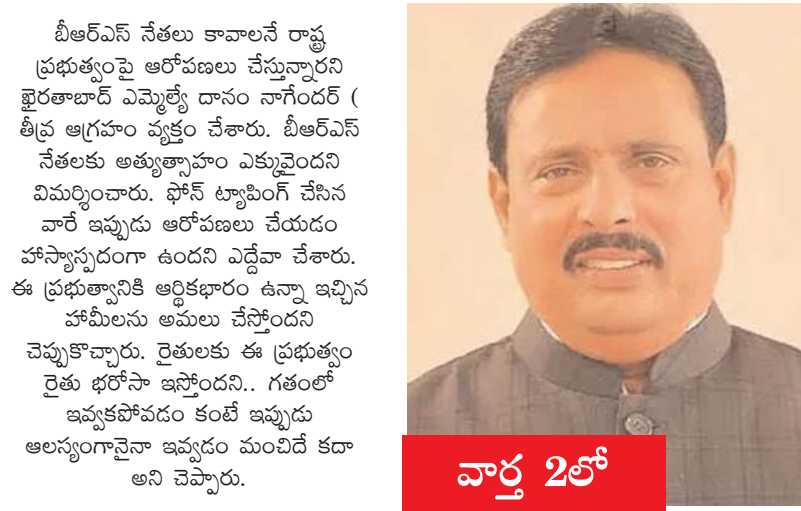 బీఆర్ఎస్ నేతలు కావాలనే రాష్ట్ర
ప్రభుత్వంపై ఆరోపణలు చేస్తున్నారని
ఖైరతాబాద్ ఎమ్మెల్యే దానం నాగేందర్ (
తీవ్ర ఆగ్రహం వ్యక్తం చేశారు. బీఆర్ఎస్
నేతలకు అత్యుత్సాహం ఎక్కువైందని
విమర్శించారు. ఫోన్ ట్యాపింగ్ చేసిన
వారే ఇప్పుడు ఆరోపణలు చేయడం
హాస్యాస్పదంగా ఉందని ఎద్దేవా చేశారు.
ఈ ప్రభుత్వానికి ఆర్థికభారం ఉన్నా ఇచ్చిన
హామీలను అమలు చేస్తోందని
చెప్పుకొచ్చారు. రైతులకు ఈ ప్రభుత్వం
రైతు భరోసా ఇస్తోందని.. గతంలో
ఇవ్వకపోవడం కంటే ఇప్పుడు
ఆలస్యంగానైనా ఇవ్వడం మంచిదే కదా
అని చెప్పారు.
వార్త 2లో